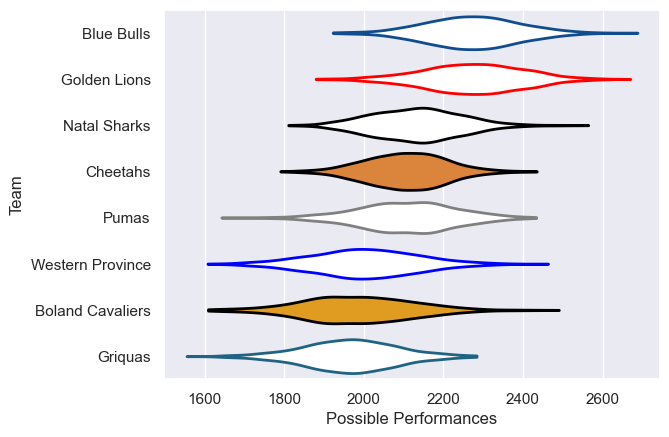 Team
Blue Bulls
Golden Lions
Natal Sharks
Cheetahs
Pumas
Western Province
Boland Cavaliers
Griquas
1600 1800 2000 2200 2400 2600
Possible Performances